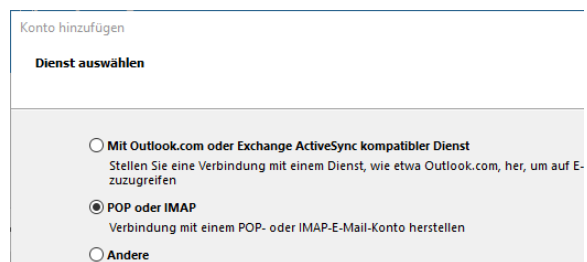 Konto hinzufügen
Dienst auswählen
Mit Outlook.com oder Exchange ActiveSync kompatibler Dienst
Stellen Sie eine Verbindung mit einem Dienst, wie etwa Outlook.com, her, um auf E-
zuzugreifen
POP oder IMAP
Verbindung mit einem POP- oder IMAP-E-Mail-Konto herstellen
Andere